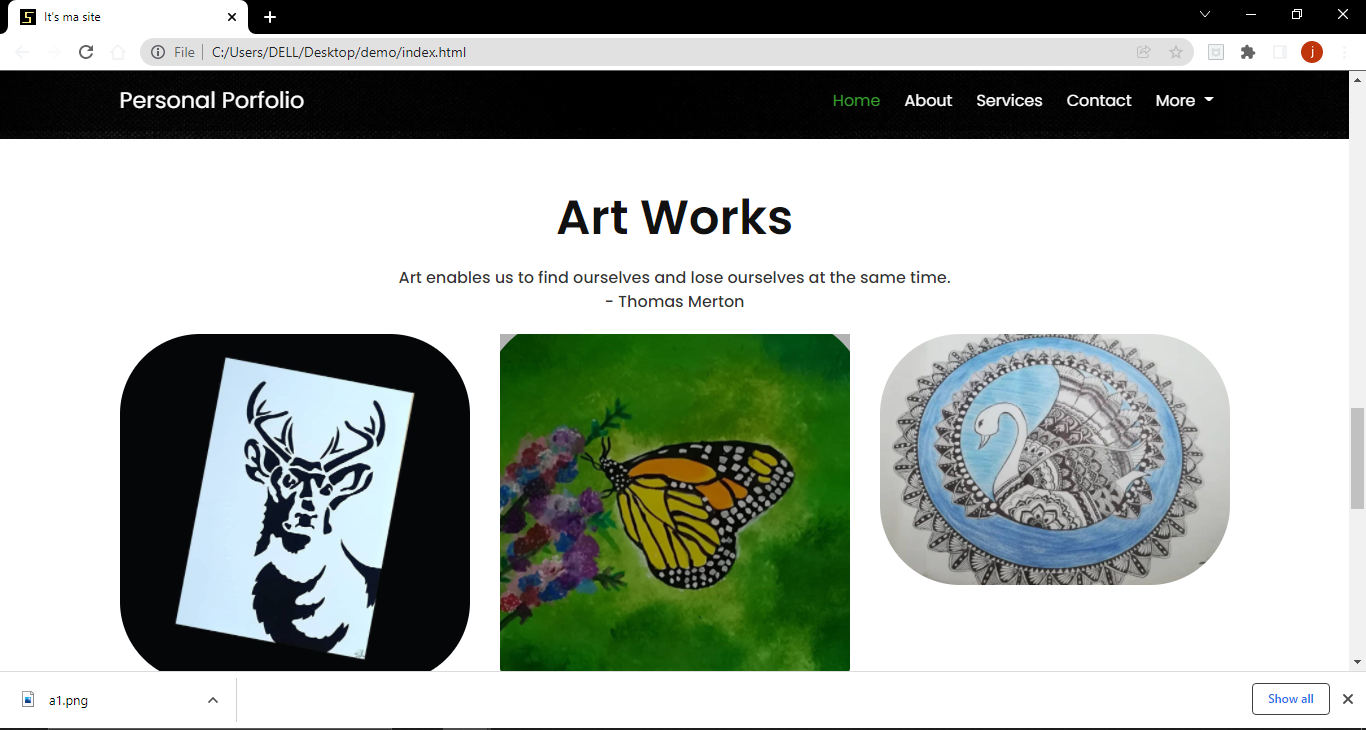 It's ma site
File C:/Users/DELL/Desktop/demo/index.html
j
Personal Porfolio
Home About Services Contact More
Art Works
Art enables us to find ourselves and lose ourselves at the same time.
- Thomas Merton
a1.png
Show all